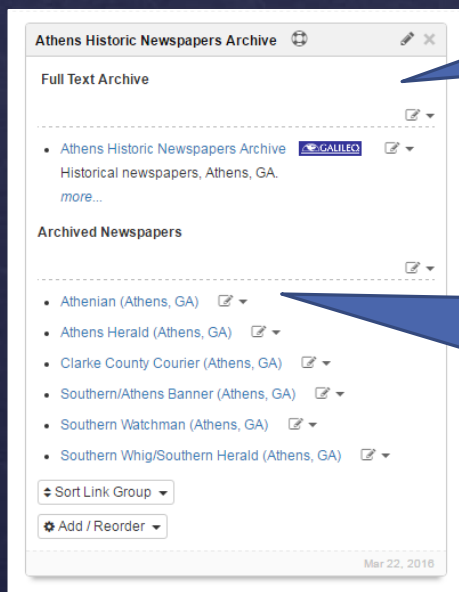 Athens Historic Newspapers Archive
Full Text Archive
Athens Historic Newspapers Archive GALILEO
Historical newspapers, Athens, GA.
more...
Archived Newspapers
Athenian (Athens, GA)
Athens Herald (Athens, GA)
Clarke County Courier (Athens, GA)
Southern/Athens Banner (Athens, GA)
Southern Watchman (Athens, GA)
Southern Whig/Southern Herald (Athens, GA)
Sort Link Group
Add / Reorder
Mar 22, 2016